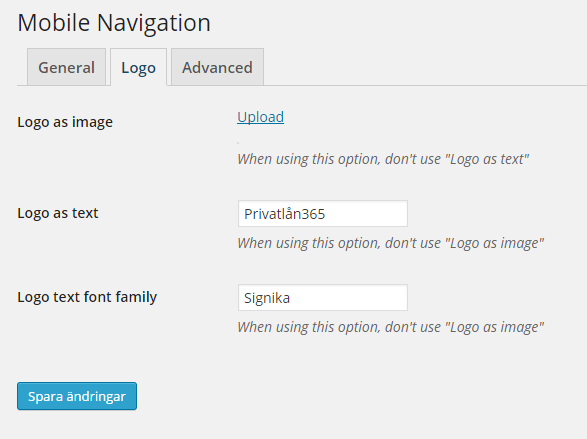 Mobile Navigation
General Logo Advanced
Logo as image Upload
When using this option, don't use "Logo as text"
Logo as text Privatlån365
When using this option, don't use "Logo as image"
Logo text font family Signika
When using this option, don't use "Logo as image"
Spara ändringar